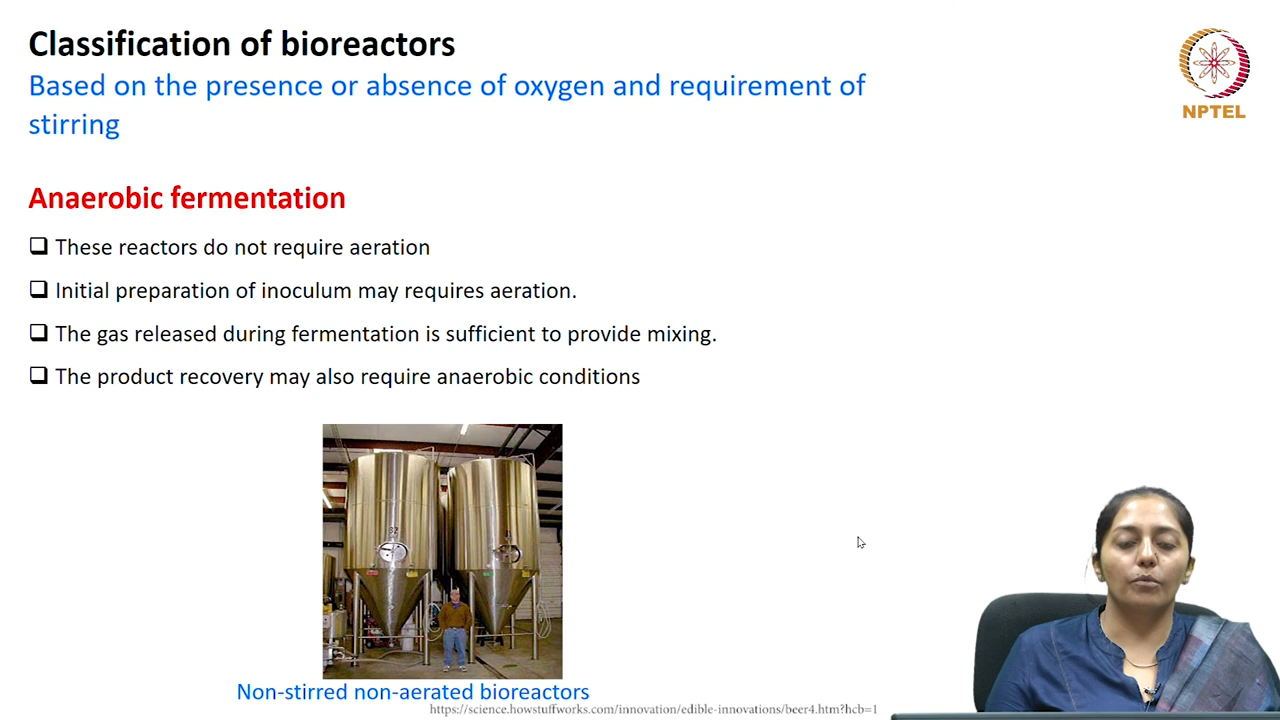 Classification of bioreactors
Based on the presence or absence of oxygen and requirement of
stirring
NPTEL
Anaerobic fermentation
These reactors do not require aeration
Initial preparation of inoculum may requires aeration.
The gas released during fermentation is sufficient to provide mixing.
The product recovery may also require anaerobic conditions
Non-stirred non-aerated bioreactors
https://science.howstuffworks.com/innovation/edible-innovations/beer4.htm?hcb=1